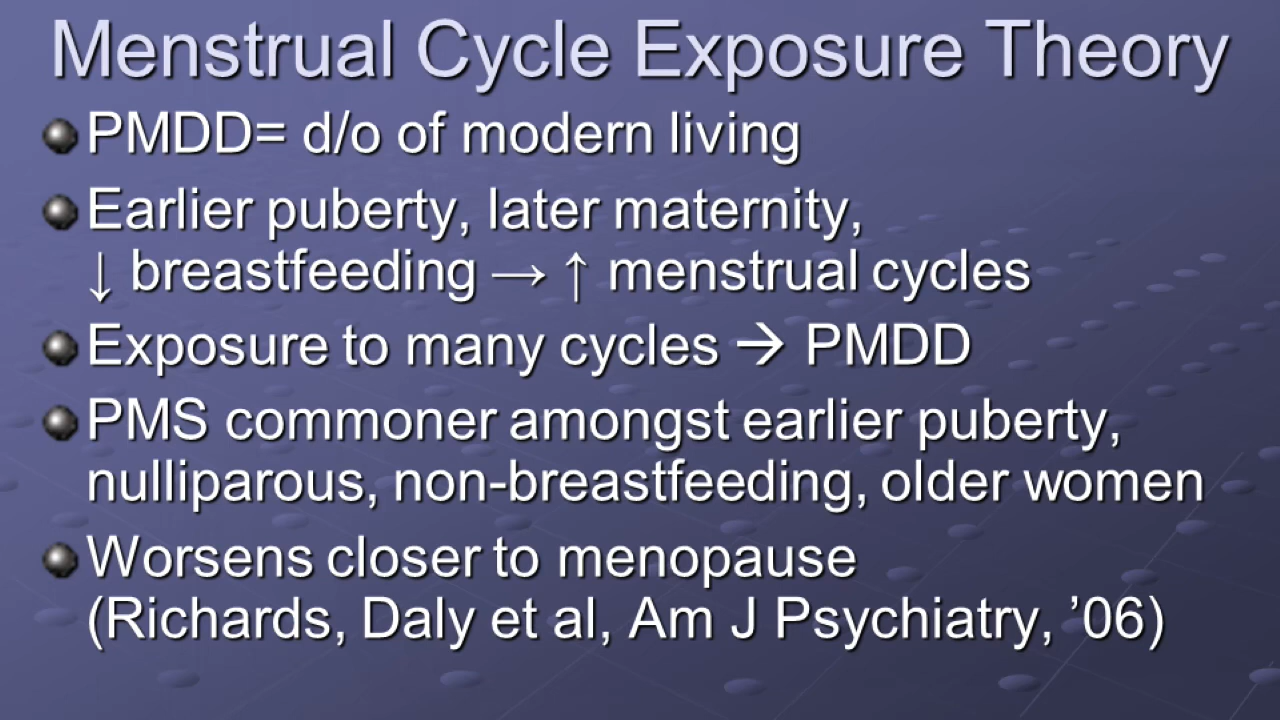 Menstrual Cycle Exposure Theory
PMDD= d/o of modern living
Earlier puberty, later maternity,
↓ breastfeeding → ↑ menstrual cycles
Exposure to many cycles → PMDD
PMS commoner amongst earlier puberty,
nulliparous, non-breastfeeding, older women
Worsens closer to menopause
(Richards, Daly et al, Am J Psychiatry, ’06)